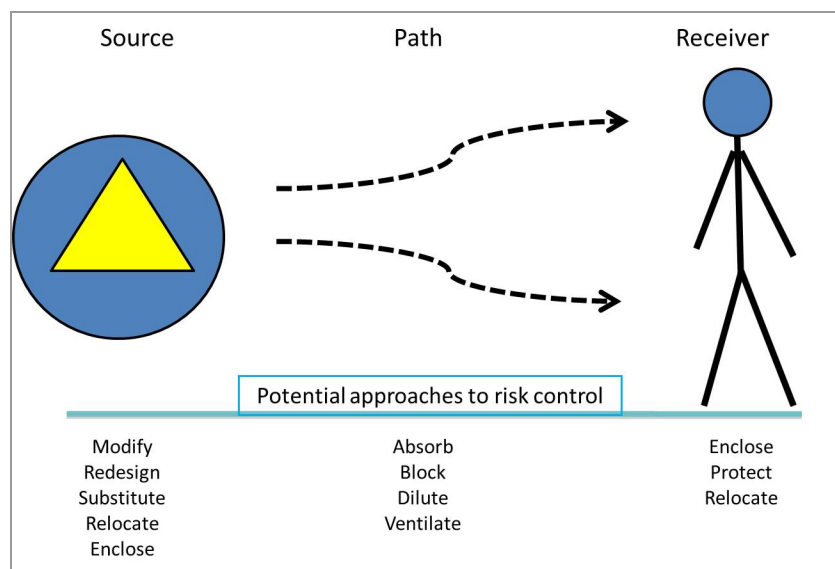 Source
Path
Receiver
Potential approaches to risk control
Modify
Redesign
Substitute
Relocate
Enclose
Absorb
Block
Dilute
Ventilate
Enclose
Protect
Relocate